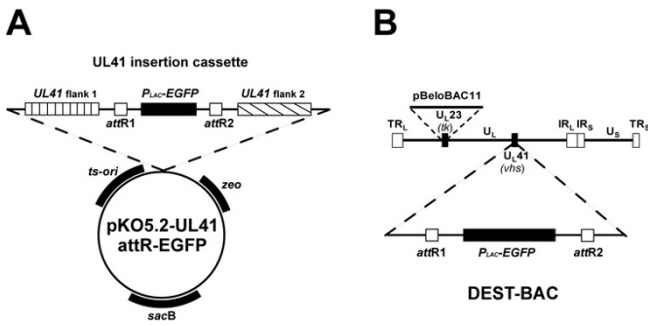 A
UL41 insertion cassette
UL41 flank 1
PLAC-EGFP
UL41 flank 2
attR1
attR2
ts-ori
zeo
pKO5.2-UL41
attR-EGFP
sacB
B
pBeloBAC11
UL23
(tk)
TRL
UL
IRL IRS
US
TRS
UL41
(vhs)
attR1
PLAC-EGFP
attR2
DEST-BAC